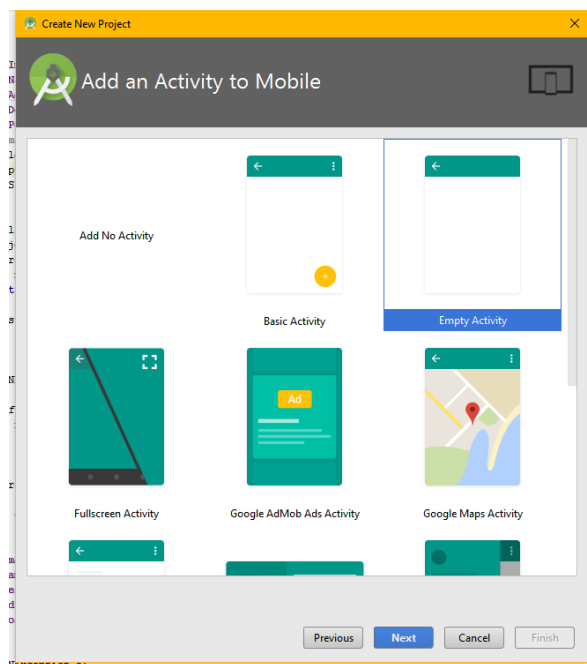 Create New Project
Add an Activity to Mobile
Add No Activity
Basic Activity
Empty Activity
Ad
Fullscreen Activity
Google AdMob Ads Activity
Google Maps Activity
Previous
Next
Cancel
Finish